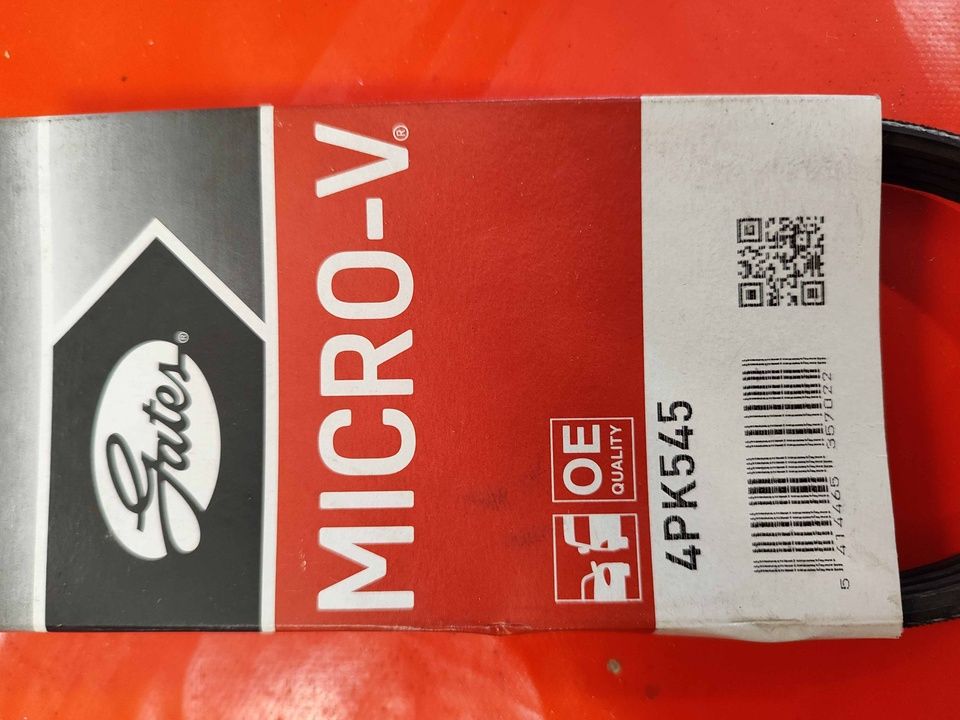 Gates®
MICRO-V®
OE
QUALITY
4PK545
5 414465 357022